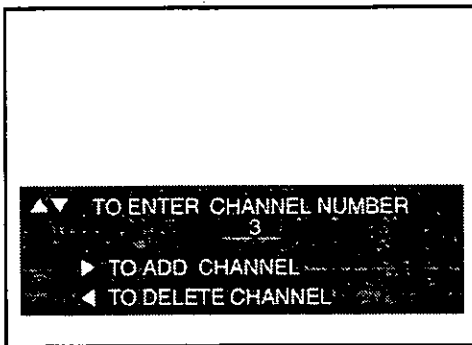 ▲▼ TO ENTER CHANNEL NUMBER
3
▶ TO ADD CHANNEL
◀ TO DELETE CHANNEL